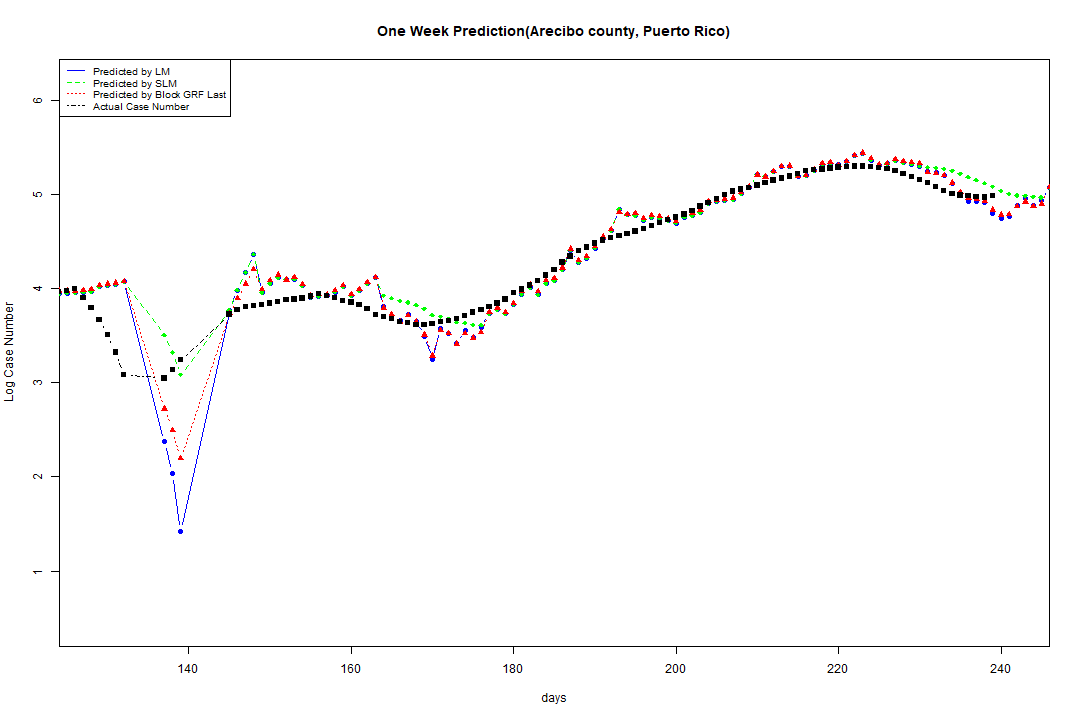 One Week Prediction(Arecibo county, Puerto Rico)
Predicted by LM
Predicted by SLM
Predicted by Block GRF Last
Actual Case Number
6
5
4
3
2
1
Log Case Number
140 160 180 200 220 240
days